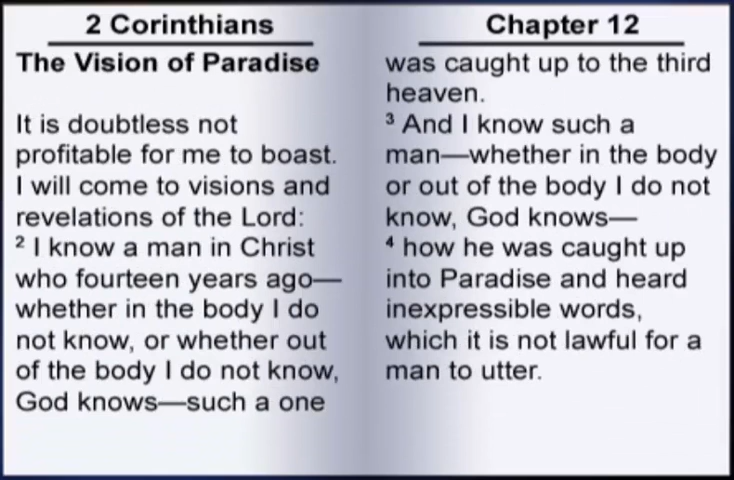 2 Corinthians
The Vision of Paradise
It is doubtless not
profitable for me to boast.
I will come to visions and
revelations of the Lord:
² I know a man in Christ
who fourteen years ago—
whether in the body I do
not know, or whether out
of the body I do not know,
God knows—such a one
Chapter 12
was caught up to the third
heaven.
³ And I know such a
man—whether in the body
or out of the body I do not
know, God knows—
⁴ how he was caught up
into Paradise and heard
inexpressible words,
which it is not lawful for a
man to utter.